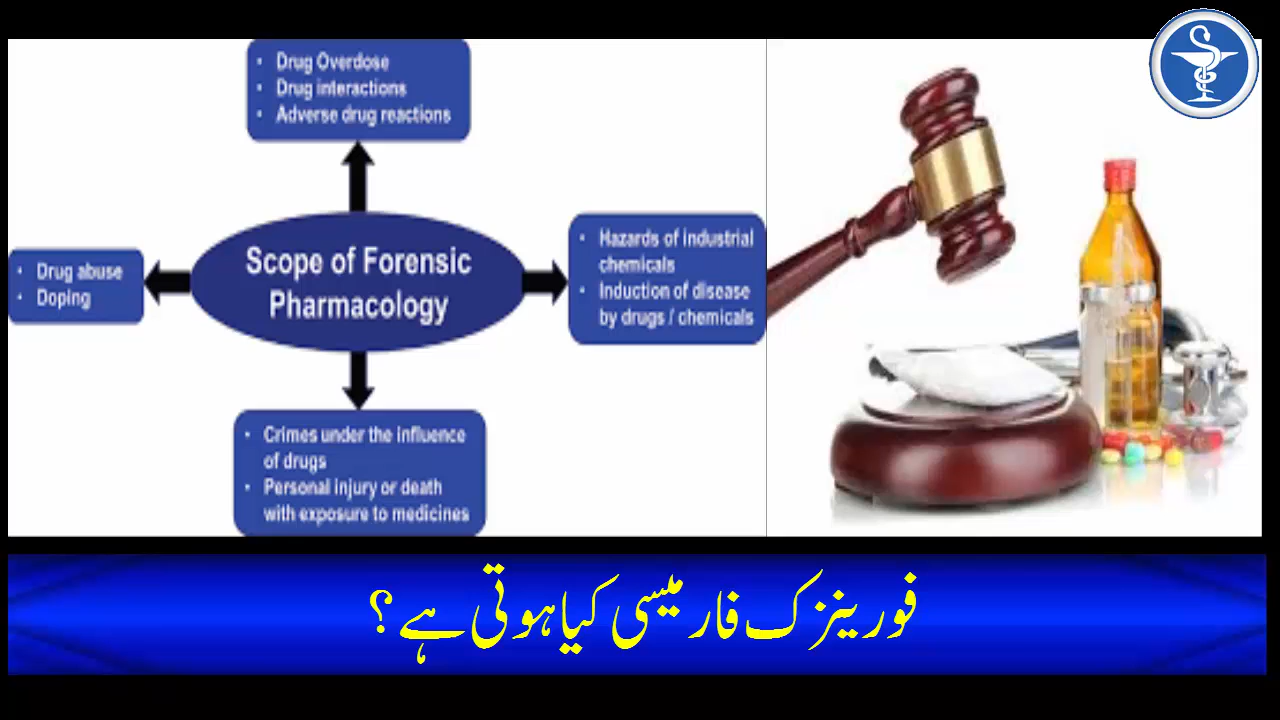 • Drug Overdose
• Drug interactions
• Adverse drug reactions
• Drug abuse
• Doping
Scope of Forensic
Pharmacology
• Hazards of industrial
chemicals
• Induction of disease
by drugs / chemicals
• Crimes under the influence
of drugs
• Personal injury or death
with exposure to medicines
فورینزک فارمیسی کیا ہوتی ہے ؟